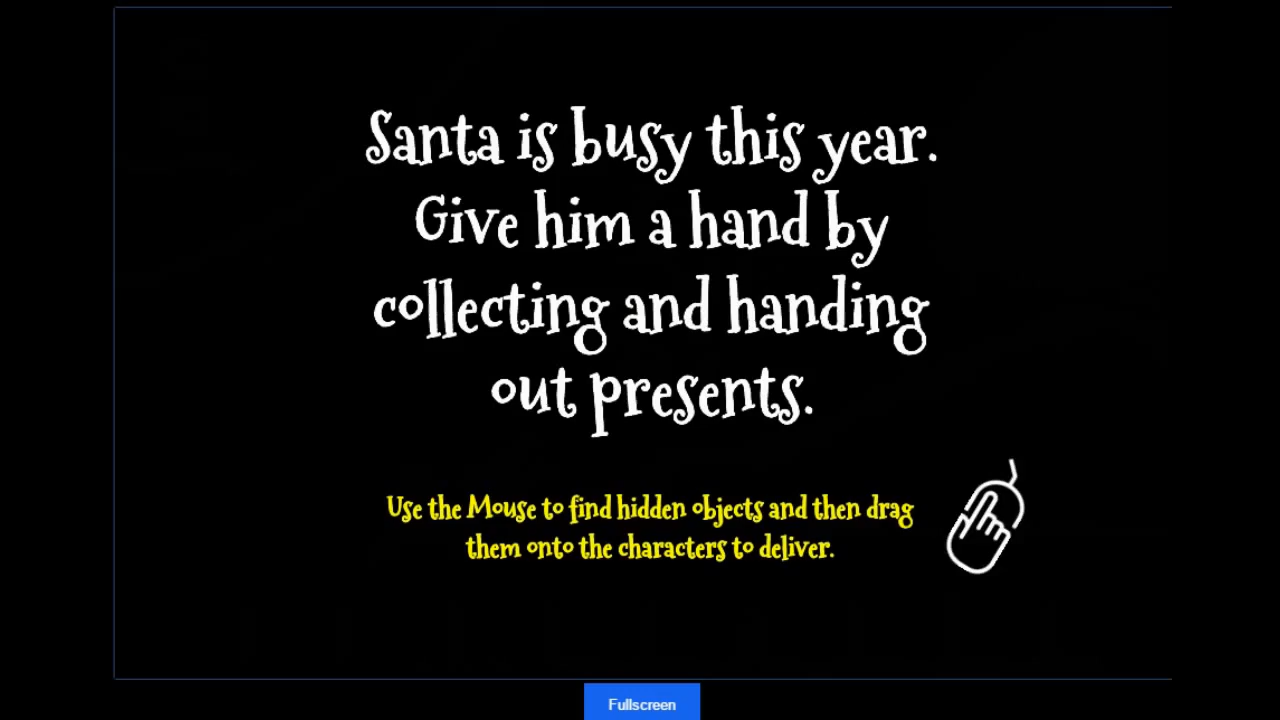 Santa is busy this year.
Give him a hand by
collecting and handing
out presents.
Use the Mouse to find hidden objects and then drag
them onto the characters to deliver.
Fullscreen